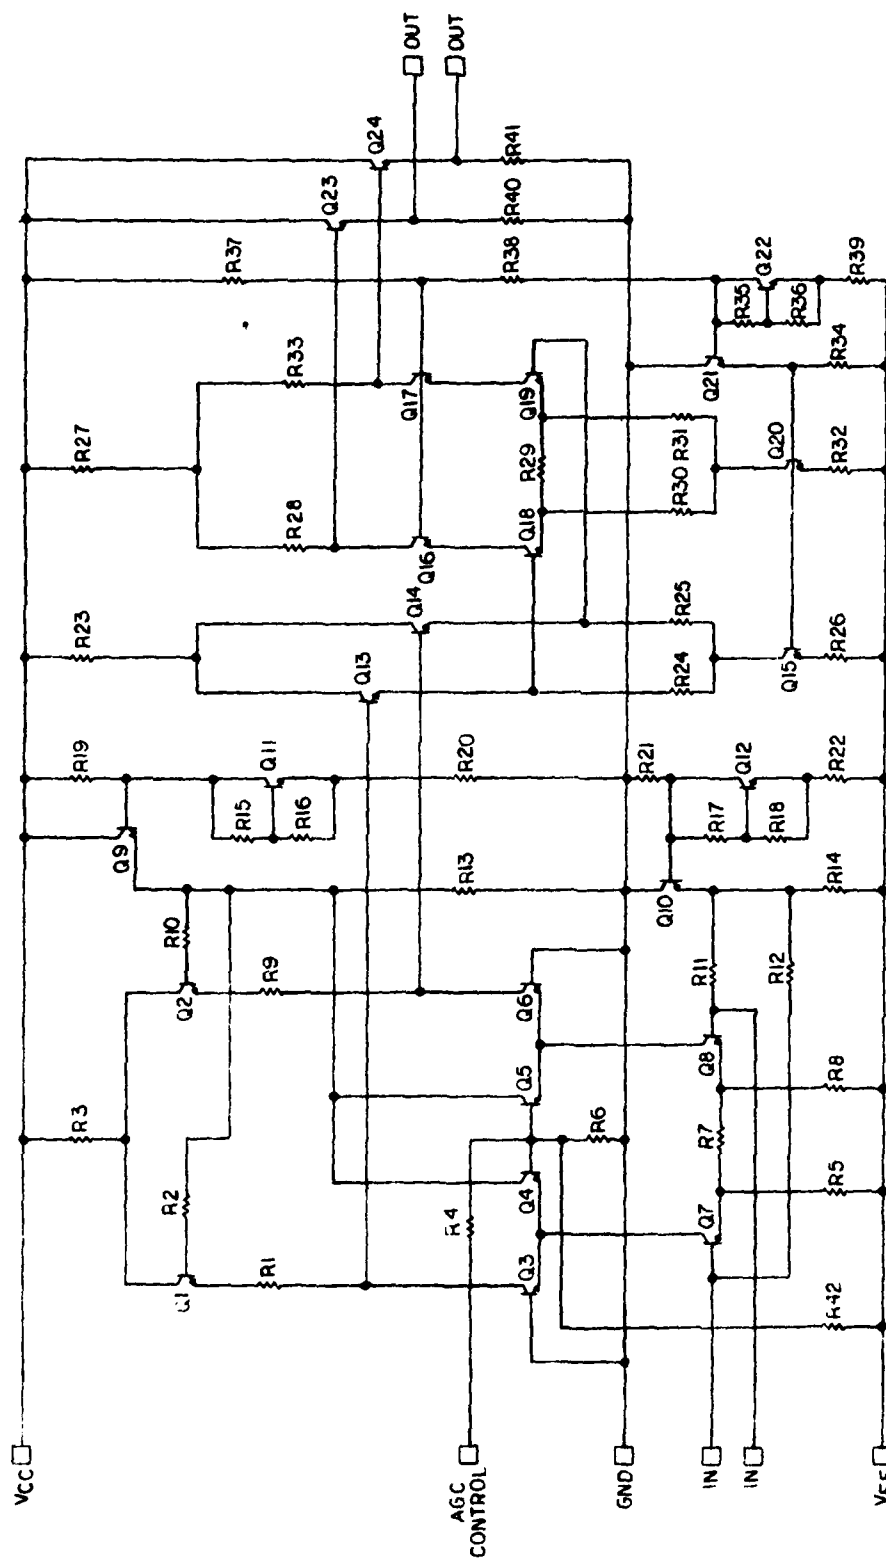 VCC
R3
R19
R23
R27
Q9
R2
R10
Q1
Q2
R37
R1
R9
R15
Q11
R16
R28
R33
Q13
Q23
Q24
Q14
Q16
Q17
OUT
OUT
AGC
CONTROL
R4
R13
R20
Q3
Q4
Q5
Q6
Q18
R29
Q19
R38
R40
R41
R6
GND
R21
R24
R25
R30
R31
Q10
IN
IN
Q7
R7
Q8
R11
R17
Q12
R18
Q21
R35
Q22
R36
R12
Q15
Q20
R42
R5
R8
R14
R22
R26
R32
R34
R39
VEE